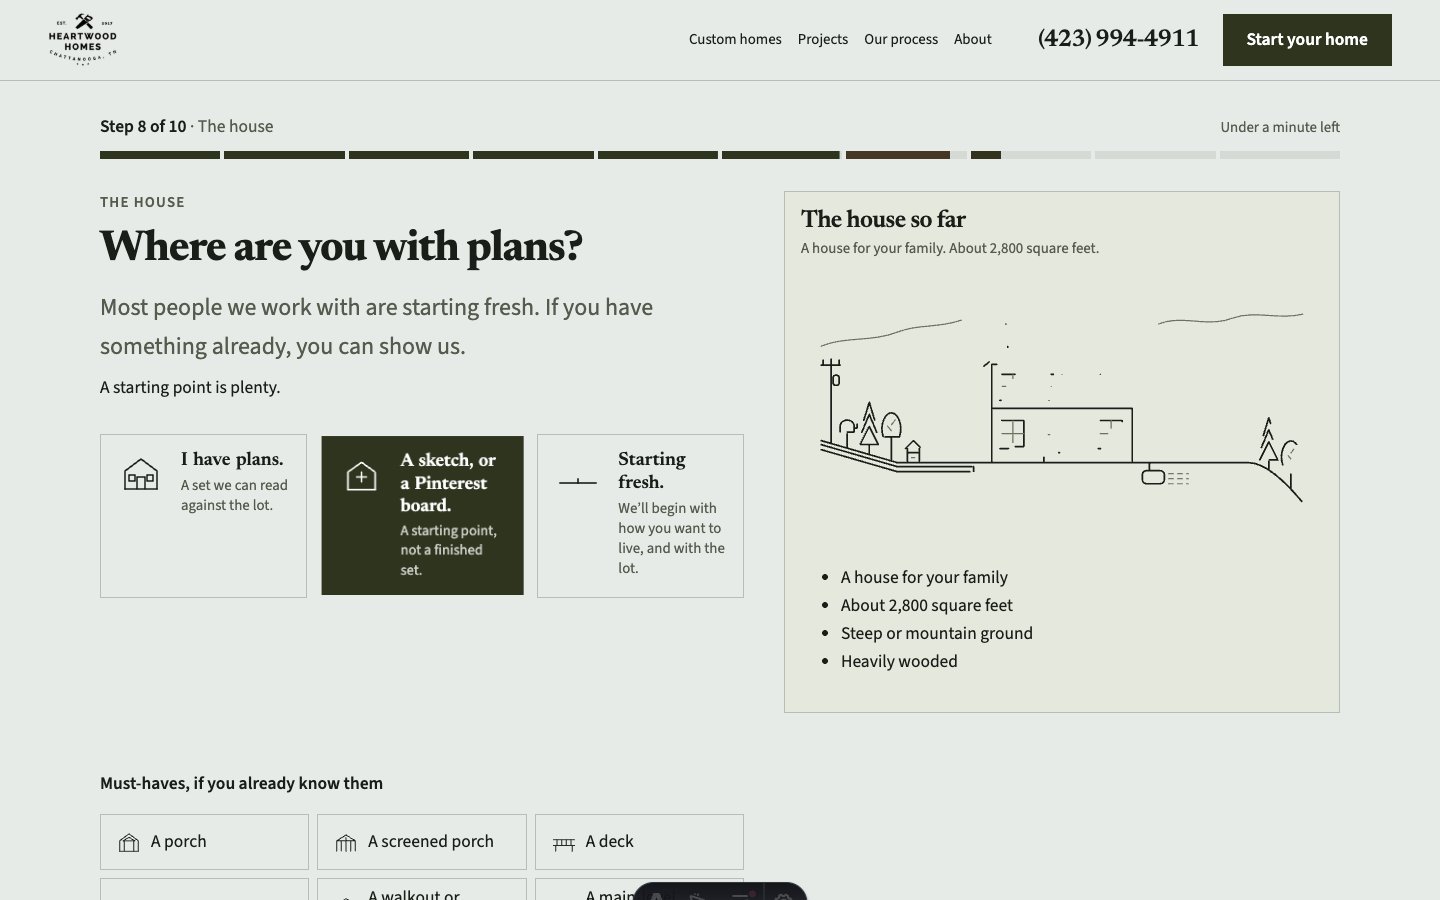 EST. 2017
HEARTWOOD
HOMES
CHATTANOOGA, TN
Custom homes
Projects
Our process
About
(423) 994-4911
Start your home
Step 8 of 10 · The house
Under a minute left
THE HOUSE
Where are you with plans?
Most people we work with are starting fresh. If you have
something already, you can show us.
A starting point is plenty.
I have plans.
A set we can read
against the lot.
A sketch, or
a Pinterest
board.
A starting point,
not a finished
set.
Starting
fresh.
We’ll begin with
how you want to
live, and with the
lot.
The house so far
A house for your family. About 2,800 square feet.
• A house for your family
• About 2,800 square feet
• Steep or mountain ground
• Heavily wooded
Must-haves, if you already know them
A porch
A screened porch
A deck
A walkout or
A main